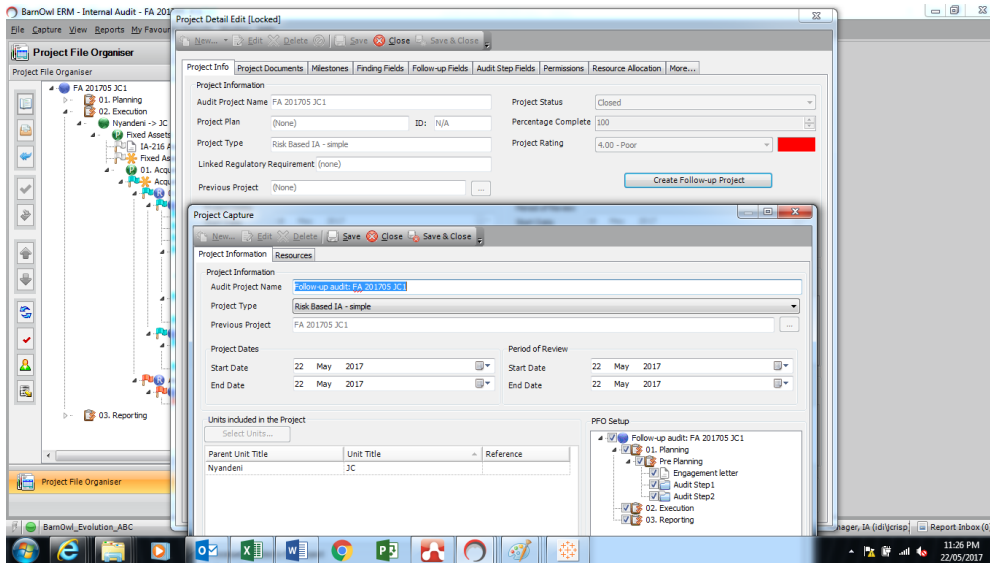 BarnOwl ERM - Internal Audit - FA 201
File Capture View Reports My Favour
Project File Organiser
Project File Organiser
FA 201705 JC1
01. Planning
02. Execution
Nyandeni -> JC
Fixed Assets
IA-216 A
Fixed As
01. Acqu
Acqu
03. Reporting
Project File Organiser
BarnOwl_Evolution_ABC
Project Detail Edit [Locked]
New... Edit Delete Save Close Save & Close
Project Info Project Documents Milestones Finding Fields Follow-up Fields Audit Step Fields Permissions Resource Allocation More...
Project Information
Audit Project Name FA 201705 JC1 Project Status Closed
Project Plan (None) ID: N/A Percentage Complete 100
Project Type Risk Based IA - simple Project Rating 4.00 - Poor
Linked Regulatory Requirement (none)
Previous Project (None) ... Create Follow-up Project
Project Capture
New... Edit Delete Save Close Save & Close
Project Information Resources
Project Information
Audit Project Name Follow-up audit: FA 201705 JC1
Project Type Risk Based IA - simple
Previous Project FA 201705 JC1 ...
Project Dates Period of Review
Start Date 22 May 2017 Start Date 22 May 2017
End Date 22 May 2017 End Date 22 May 2017
Units included in the Project PFO Setup
Select Units...
Parent Unit Title Unit Title Reference
Nyandeni JC
Follow-up audit: FA 201705 JC1
01. Planning
Pre Planning
Engagement letter
Audit Step1
Audit Step2
02. Execution
03. Reporting
nager, IA (idi\jcrisp) Report Inbox (0)
11:26 PM
22/05/2017